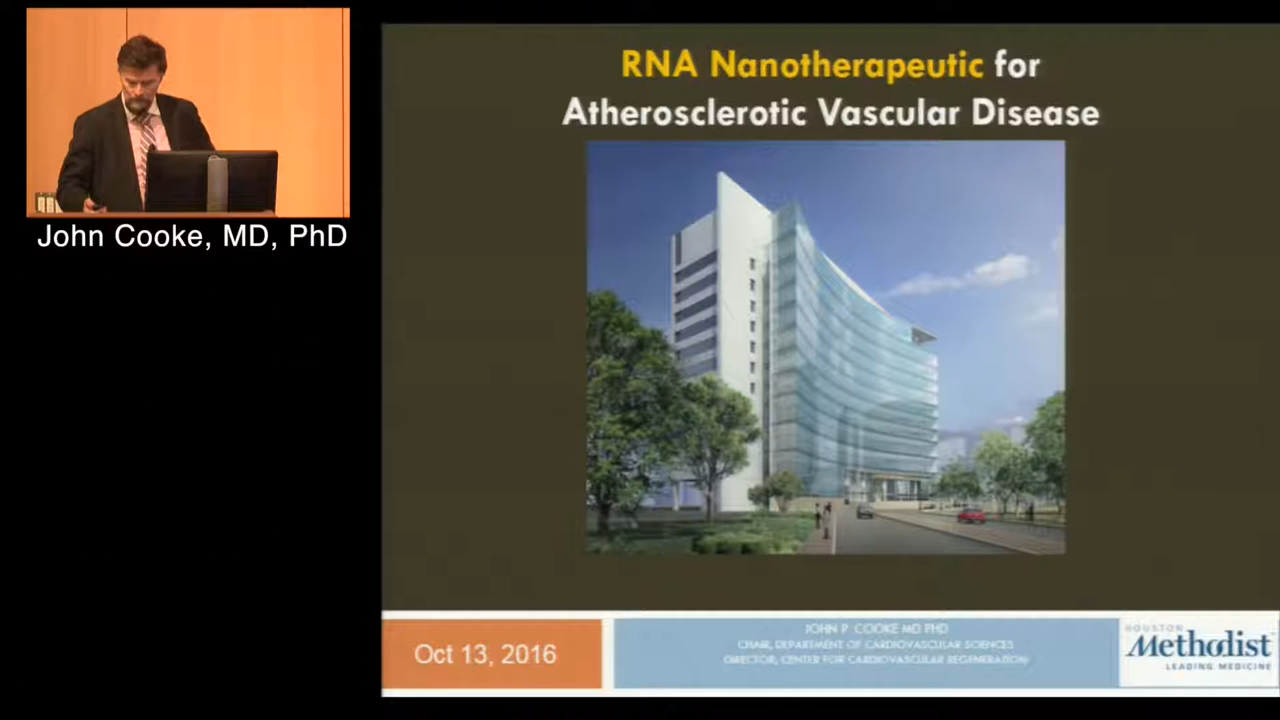 John Cooke, MD, PhD
RNA Nanotherapeutic for
Atherosclerotic Vascular Disease
Oct 13, 2016
JOHN P. COOKE MD PHD
CHAIR, DEPARTMENT OF CARDIOVASCULAR SCIENCES
DIRECTOR, CENTER FOR CARDIOVASCULAR REGENERATION
HOUSTON
Methodist
LEADING MEDICINE